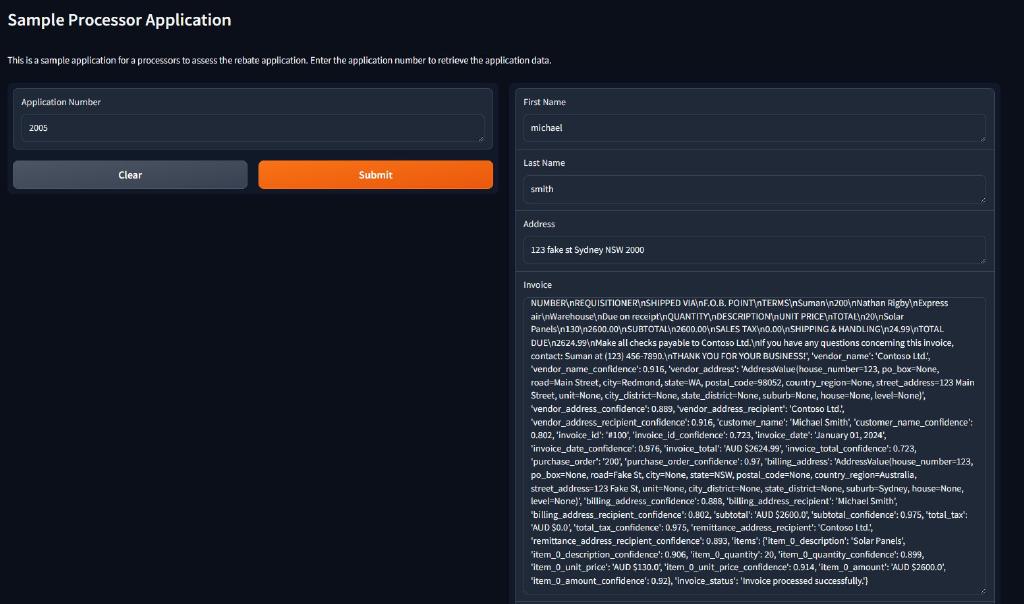 Sample Processor Application
This is a sample application for a processors to assess the rebate application. Enter the application number to retrieve the application data.
Application Number
2005
Clear
Submit
First Name
michael
Last Name
smith
Address
123 fake st Sydney NSW 2000
Invoice
NUMBER\nREQUISITIONER\nSHIPPED VIA\nF.O.B. POINT\nTERMS\nSuman\n200\nNathan Rigby\nExpress
air\nWarehouse\nDue on receipt\nQUANTITY\nDESCRIPTION\nUNIT PRICE\nTOTAL\n20\nSolar
Panels\n130\n2600.00\nSUBTOTAL\n2600.00\nSALES TAX\n0.00\nSHIPPING & HANDLING\n24.99\nTOTAL
DUE\n2624.99\nMake all checks payable to Contoso Ltd.\nIf you have any questions concerning this invoice,
contact: Suman at (123) 456-7890.\nTHANK YOU FOR YOUR BUSINESS!', 'vendor_name': 'Contoso Ltd.',
'vendor_name_confidence': 0.916, 'vendor_address': 'AddressValue(house_number=123, po_box=None,
road=Main Street, city=Redmond, state=WA, postal_code=98052, country_region=None, street_address=123 Main
Street, unit=None, city_district=None, state_district=None, suburb=None, house=None, level=None)',
'vendor_address_confidence': 0.889, 'vendor_address_recipient': 'Contoso Ltd.',
'vendor_address_recipient_confidence': 0.916, 'customer_name': 'Michael Smith', 'customer_name_confidence':
0.802, 'invoice_id': '#100', 'invoice_id_confidence': 0.723, 'invoice_date': 'January 01, 2024',
'invoice_date_confidence': 0.976, 'invoice_total': 'AUD $2624.99', 'invoice_total_confidence': 0.723,
'purchase_order': '200', 'purchase_order_confidence': 0.97, 'billing_address': 'AddressValue(house_number=123,
po_box=None, road=Fake St, city=None, state=NSW, postal_code=None, country_region=Australia,
street_address=123 Fake St, unit=None, city_district=None, state_district=None, suburb=Sydney, house=None,
level=None)', 'billing_address_confidence': 0.888, 'billing_address_recipient': 'Michael Smith',
'billing_address_recipient_confidence': 0.802, 'subtotal': 'AUD $2600.0', 'subtotal_confidence': 0.975, 'total_tax':
'AUD $0.0', 'total_tax_confidence': 0.975, 'remittance_address_recipient': 'Contoso Ltd.',
'remittance_address_recipient_confidence': 0.893, 'items': {'item_0_description': 'Solar Panels',
'item_0_description_confidence': 0.906, 'item_0_quantity': 20, 'item_0_quantity_confidence': 0.899,
'item_0_unit_price': 'AUD $130.0', 'item_0_unit_price_confidence': 0.914, 'item_0_amount': 'AUD $2600.0',
'item_0_amount_confidence': 0.92}, 'invoice_status': 'Invoice processed successfully.'}